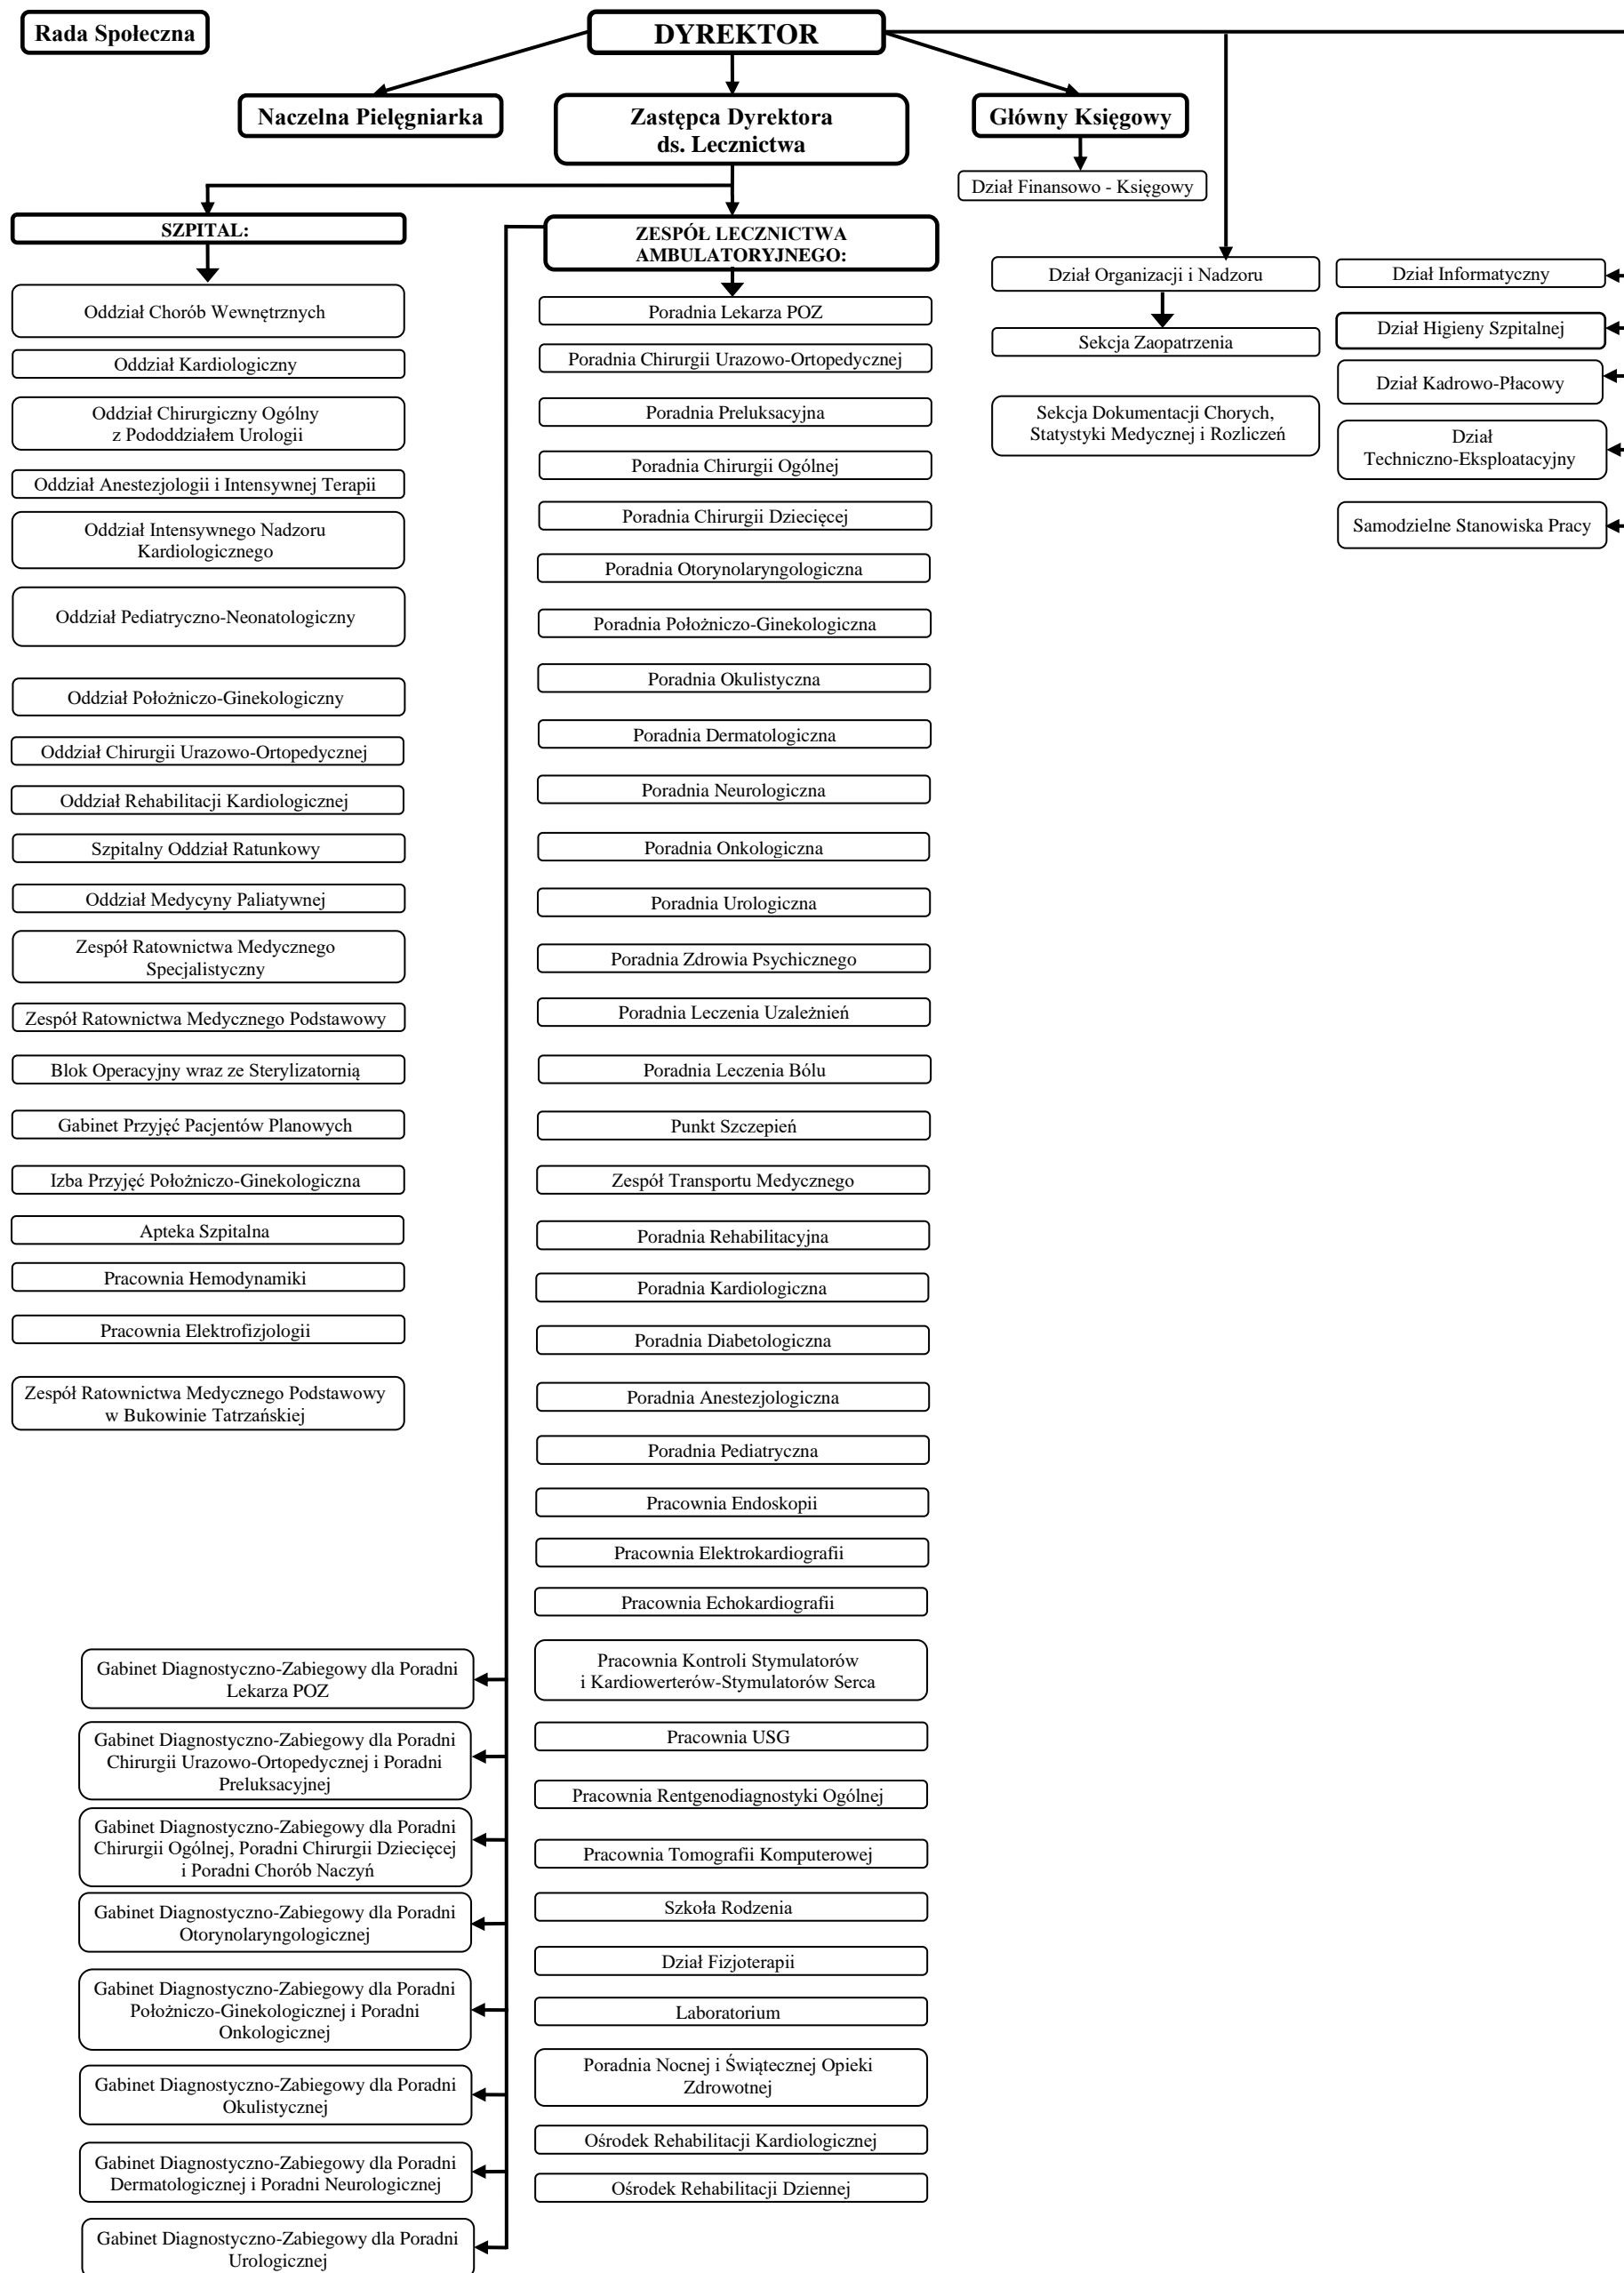 Rada Społeczna
DYREKTOR
Naczelna Pielęgniarka
Zastępca Dyrektora
ds. Lecznictwa
Główny Księgowy
Dział Finansowo - Księgowy
SZPITAL:
Oddział Chorób Wewnętrznych
Oddział Kardiologiczny
Oddział Chirurgiczny Ogólny
z Pododdziałem Urologii
Oddział Anestezjologii i Intensywnej Terapii
Oddział Intensywnego Nadzoru
Kardiologicznego
Oddział Pediatryczno-Neonatologiczny
Oddział Położniczo-Ginekologiczny
Oddział Chirurgii Urazowo-Ortopedycznej
Oddział Rehabilitacji Kardiologicznej
Szpitalny Oddział Ratunkowy
Oddział Medycyny Paliatywnej
Zespół Ratownictwa Medycznego
Specjalistyczny
Zespół Ratownictwa Medycznego Podstawowy
Blok Operacyjny wraz ze Sterylizatornią
Gabinet Przyjęć Pacjentów Planowych
Izba Przyjęć Położniczo-Ginekologiczna
Apteka Szpitalna
Pracownia Hemodynamiki
Pracownia Elektrofizjologii
Zespół Ratownictwa Medycznego Podstawowy
w Bukowinie Tatrzańskiej
ZESPÓŁ LECZNICTWA
AMBULATORYJNEGO:
Poradnia Lekarza POZ
Poradnia Chirurgii Urazowo-Ortopedycznej
Poradnia Preluksacyjna
Poradnia Chirurgii Ogólnej
Poradnia Chirurgii Dziecięcej
Poradnia Otorynolaryngologiczna
Poradnia Położniczo-Ginekologiczna
Poradnia Okulistyczna
Poradnia Dermatologiczna
Poradnia Neurologiczna
Poradnia Onkologiczna
Poradnia Urologiczna
Poradnia Zdrowia Psychicznego
Poradnia Leczenia Uzależnień
Poradnia Leczenia Bólu
Punkt Szczepień
Zespół Transportu Medycznego
Poradnia Rehabilitacyjna
Poradnia Kardiologiczna
Poradnia Diabetologiczna
Poradnia Anestezjologiczna
Poradnia Pediatryczna
Pracownia Endoskopii
Pracownia Elektrokardiografii
Pracownia Echokardiografii
Pracownia Kontroli Stymulatorów
i Kardiowerterów-Stymulatorów Serca
Pracownia USG
Pracownia Rentgenodiagnostyki Ogólnej
Pracownia Tomografii Komputerowej
Szkoła Rodzenia
Dział Fizjoterapii
Laboratorium
Poradnia Nocnej i Świątecznej Opieki
Zdrowotnej
Ośrodek Rehabilitacji Kardiologicznej
Ośrodek Rehabilitacji Dziennej
Gabinet Diagnostyczno-Zabiegowy dla Poradni
Lekarza POZ
Gabinet Diagnostyczno-Zabiegowy dla Poradni
Chirurgii Urazowo-Ortopedycznej i Poradni
Preluksacyjnej
Gabinet Diagnostyczno-Zabiegowy dla Poradni
Chirurgii Ogólnej, Poradni Chirurgii Dziecięcej
i Poradni Chorób Naczyń
Gabinet Diagnostyczno-Zabiegowy dla Poradni
Otorynolaryngologicznej
Gabinet Diagnostyczno-Zabiegowy dla Poradni
Położniczo-Ginekologicznej i Poradni
Onkologicznej
Gabinet Diagnostyczno-Zabiegowy dla Poradni
Okulistycznej
Gabinet Diagnostyczno-Zabiegowy dla Poradni
Dermatologicznej i Poradni Neurologicznej
Gabinet Diagnostyczno-Zabiegowy dla Poradni
Urologicznej
Dział Organizacji i Nadzoru
Sekcja Zaopatrzenia
Sekcja Dokumentacji Chorych,
Statystyki Medycznej i Rozliczeń
Dział Informatyczny
Dział Higieny Szpitalnej
Dział Kadrowo-Płacowy
Dział
Techniczno-Eksploatacyjny
Samodzielne Stanowiska Pracy